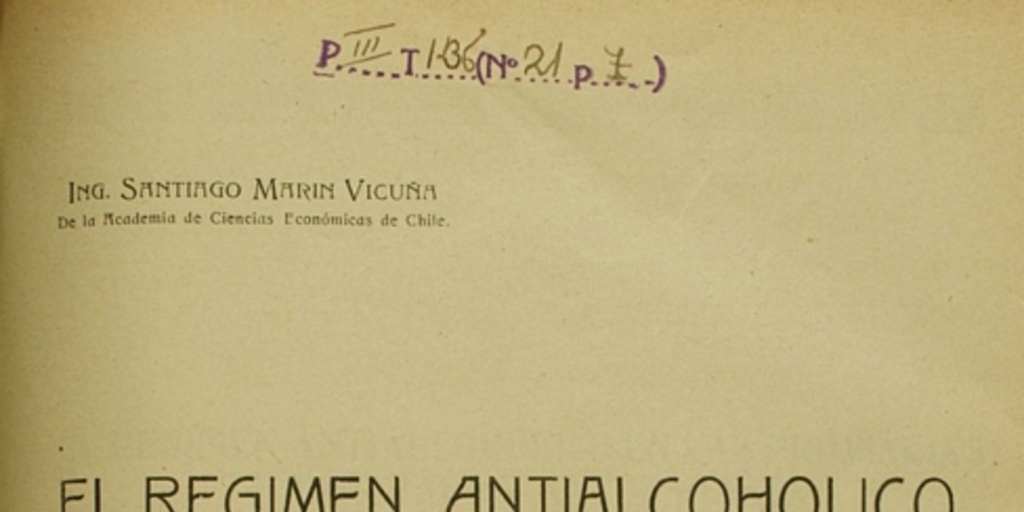 P. III T 1-136 (Nº 21 p. 7)
ING. SANTIAGO MARIN VICUÑA
De la Academia de Ciencias Económicas de Chile.
EL REGIMEN ANTIALCOHOLICO